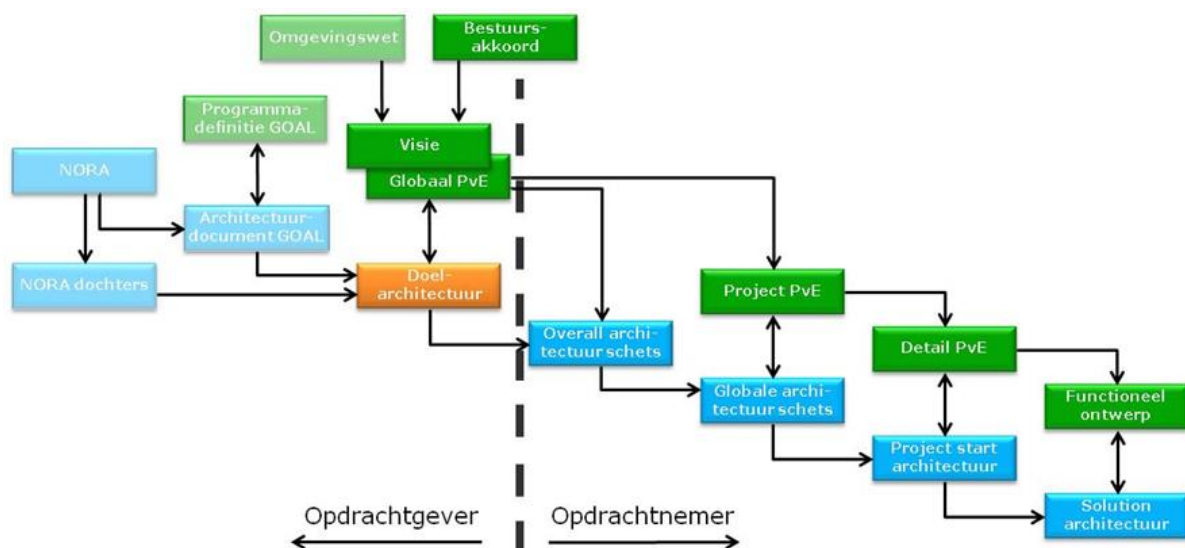 Omgevingswet
Bestuurs-
akkoord
Programma-
definitie GOAL
Visie
Globaal PvE
NORA
Architectuur-
document GOAL
NORA dochters
Doel-
architectuur
Project PvE
Overall archi-
tectuur schets
Detail PvE
Globale archi-
tectuur schets
Functioneel
ontwerp
Project start
architectuur
Solution
architectuur
Opdrachtgever
Opdrachtnemer